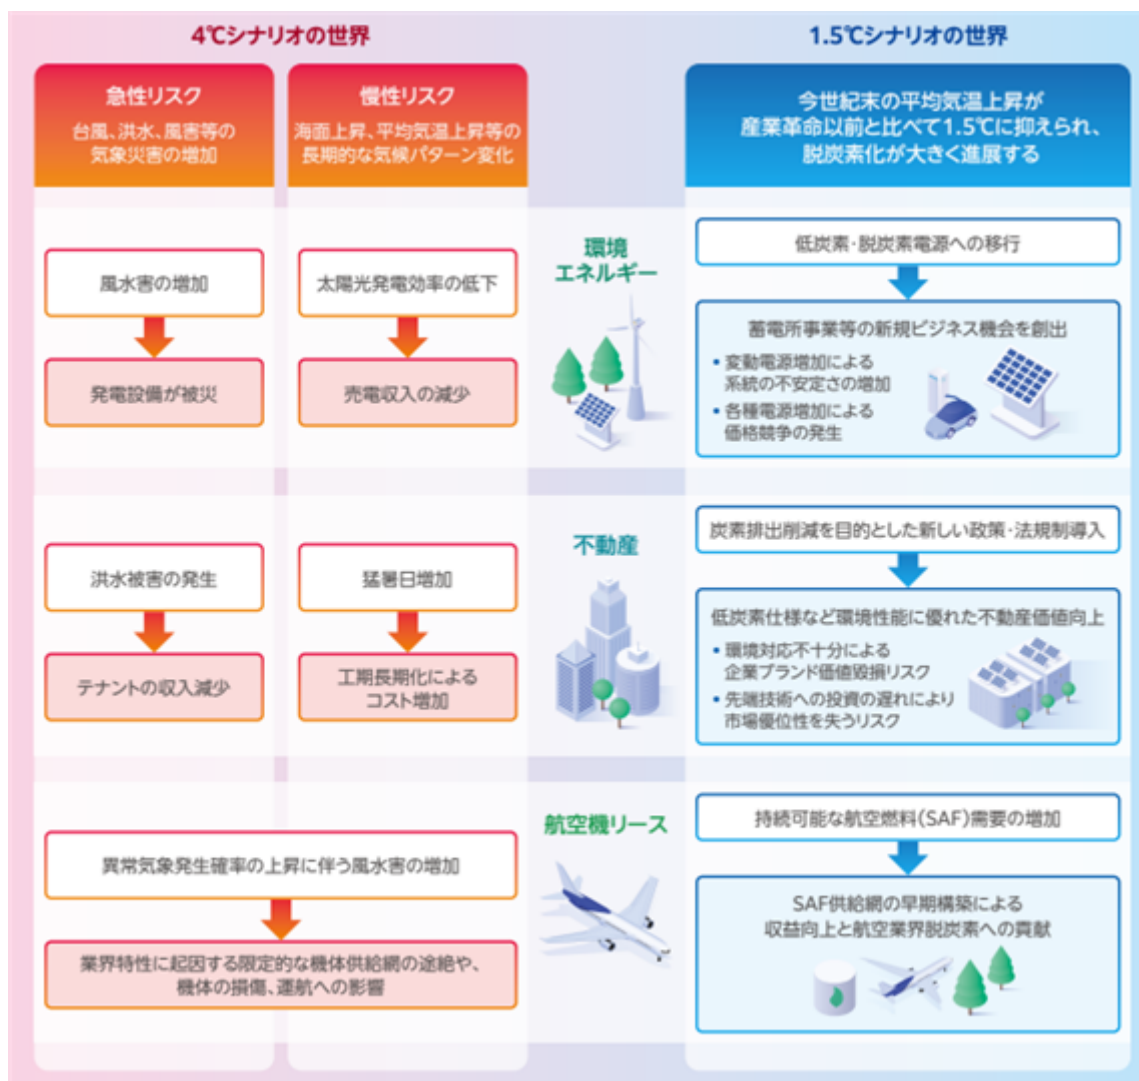 4℃シナリオの世界
1.5℃シナリオの世界
急性リスク
台風、洪水、風害等の
気象災害の増加
慢性リスク
海面上昇、平均気温上昇等の
長期的な気候パターン変化
今世紀末の平均気温上昇が
産業革命以前と比べて1.5℃に抑えられ、
脱炭素化が大きく進展する
環境
エネルギー
風水害の増加
発電設備が被災
太陽光発電効率の低下
売電収入の減少
低炭素・脱炭素電源への移行
蓄電所事業等の新規ビジネス機会を創出
• 変動電源増加による
系統の不安定さの増加
• 各種電源増加による
価格競争の発生
不動産
洪水被害の発生
テナントの収入減少
猛暑日増加
工期長期化による
コスト増加
炭素排出削減を目的とした新しい政策・法規制導入
低炭素仕様など環境性能に優れた不動産価値向上
• 環境対応不十分による
企業ブランド価値毀損リスク
• 先端技術への投資の遅れにより
市場優位性を失うリスク
航空機リース
異常気象発生確率の上昇に伴う風水害の増加
業界特性に起因する限定的な機体供給網の途絶や、
機体の損傷、運航への影響
持続可能な航空燃料(SAF)需要の増加
SAF供給網の早期構築による
収益向上と航空業界脱炭素への貢献